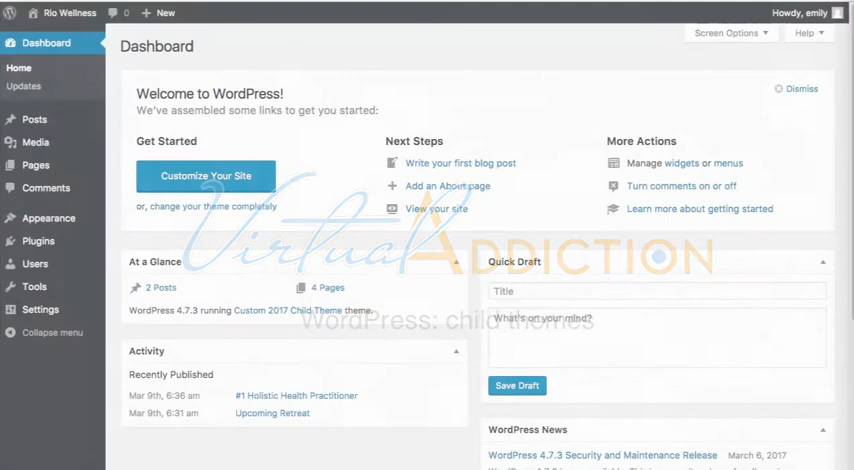 Rio Wellness 0 + New Howdy, emily
Dashboard
Home
Updates
Posts
Media
Pages
Comments
Appearance
Plugins
Users
Tools
Settings
Collapse menu
Screen Options Help
Dashboard
Welcome to WordPress!
We've assembled some links to get you started:
Dismiss
Get Started
Customize Your Site
or, change your theme completely
Next Steps
Write your first blog post
Add an About page
View your site
More Actions
Manage widgets or menus
Turn comments on or off
Learn more about getting started
Virtual ADDICTION
WordPress: child themes
At a Glance
2 Posts 4 Pages
WordPress 4.7.3 running Custom 2017 Child Theme theme.
Activity
Recently Published
Mar 9th, 6:36 am #1 Holistic Health Practitioner
Mar 9th, 6:31 am Upcoming Retreat
Quick Draft
Title
What's on your mind?
Save Draft
WordPress News
WordPress 4.7.3 Security and Maintenance Release March 6, 2017